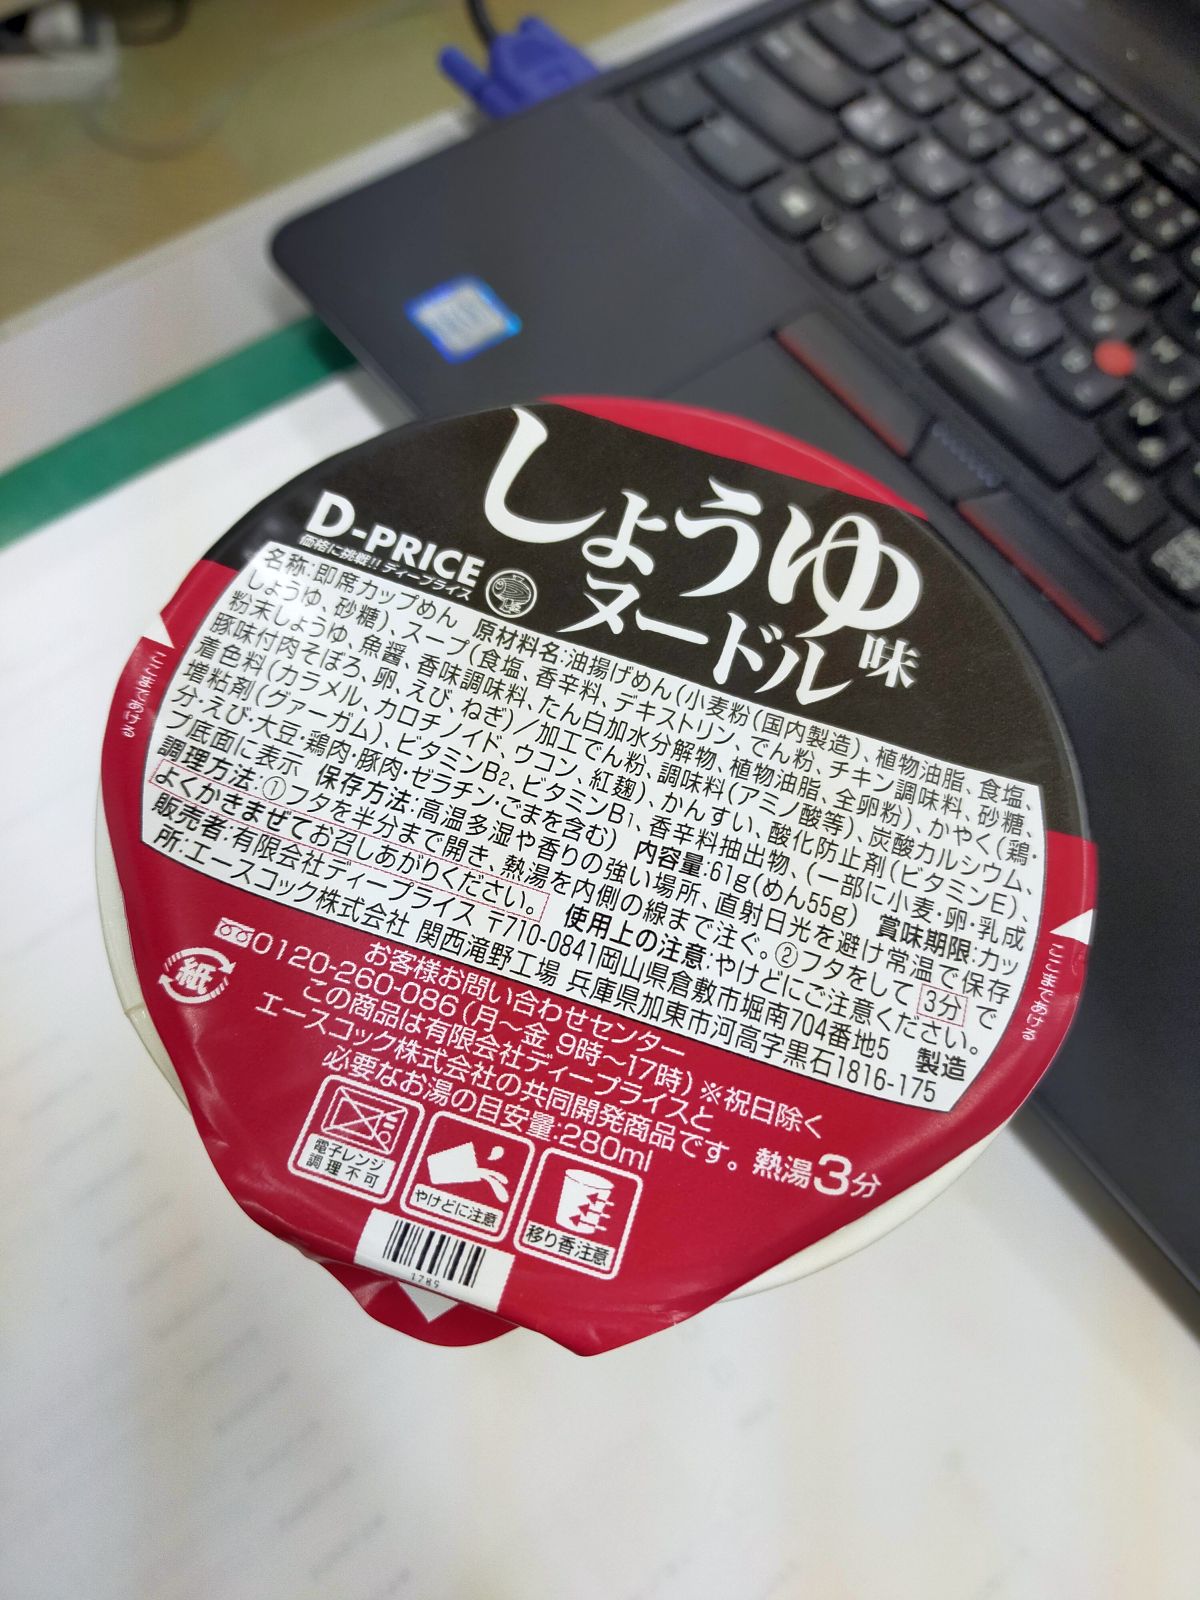 しょうゆ味
ヌードル
D-PRICE
価格に挑戦!! ディープライス
名称:即席カップめん 原材料名:油揚げめん(小麦粉(国内製造)、植物油脂、食塩、
しょうゆ、砂糖)、スープ(食塩、香辛料、デキストリン、でん粉、チキン調味料、砂糖、
粉末しょうゆ、魚醤、香味調味料、たん白加水分解物、植物油脂、全卵粉)、かやく(鶏・
豚味付肉そぼろ、卵、えび、ねぎ)/加工でん粉、調味料(アミノ酸等)、炭酸カルシウム、
着色料(カラメル、カロチノイド、ウコン、紅麹)、かんすい、酸化防止剤(ビタミンE)、
増粘剤(グァーガム)、ビタミンB2、ビタミンB1、香辛料抽出物、(一部に小麦・卵・乳成
分・えび・大豆・鶏肉・豚肉・ゼラチン・ごまを含む) 内容量:61g(めん55g) 賞味期限:カッ
プ底面に表示 保存方法:高温多湿や香りの強い場所、直射日光を避け常温で保存
調理方法:①フタを半分まで開き、熱湯を内側の線まで注ぐ。②フタをして3分で
よくかきまぜてお召しあがりください。 使用上の注意:やけどにご注意ください。
販売者:有限会社ディープライス 〒710-0841岡山県倉敷市堀南704番地5 製造
所:エースコック株式会社 関西滝野工場 兵庫県加東市河高字黒石1816-175
ここまであける
ここまであける
紙
お客様お問い合わせセンター
0120-260-086(月～金 9時～17時)※祝日除く
この商品は有限会社ディープライスと
エースコック株式会社の共同開発商品です。
必要なお湯の目安量:280ml
熱湯3分
電子レンジ
調理不可
やけどに注意
移り香注意